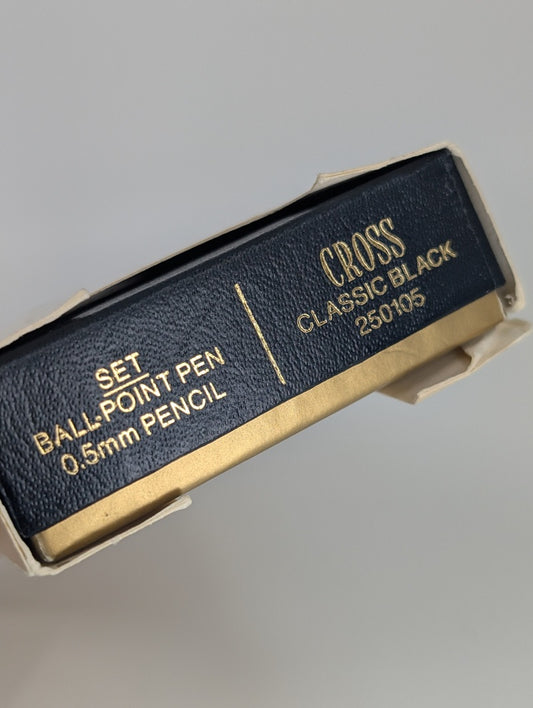 SET
BALL-POINT PEN
0.5mm PENCIL
CROSS
CLASSIC BLACK
250105